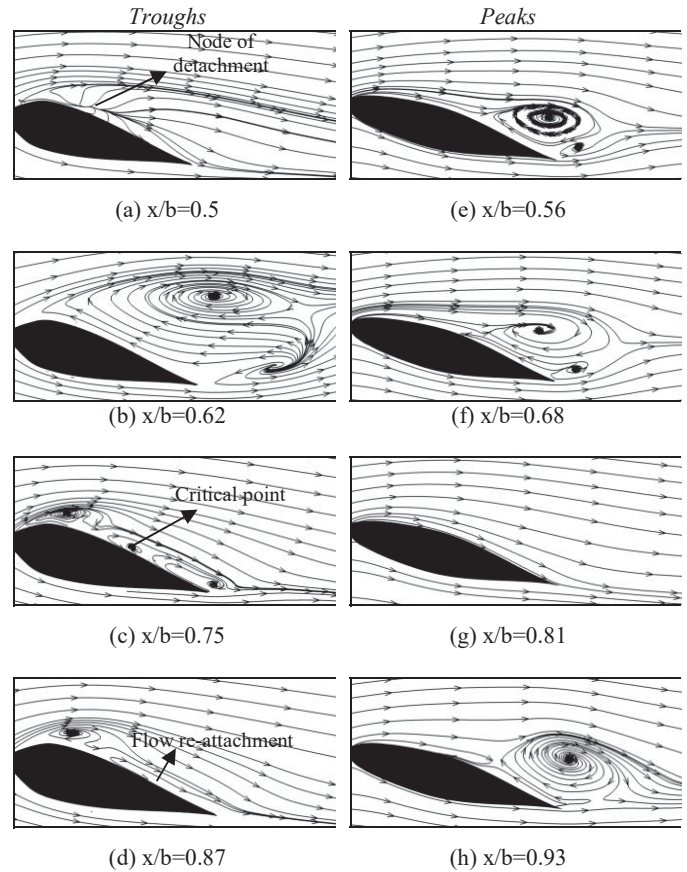 Troughs
Peaks
Node of
detachment
(a) x/b=0.5
(e) x/b=0.56
(b) x/b=0.62
(f) x/b=0.68
Critical point
(c) x/b=0.75
(g) x/b=0.81
Flow re-attachment
(d) x/b=0.87
(h) x/b=0.93